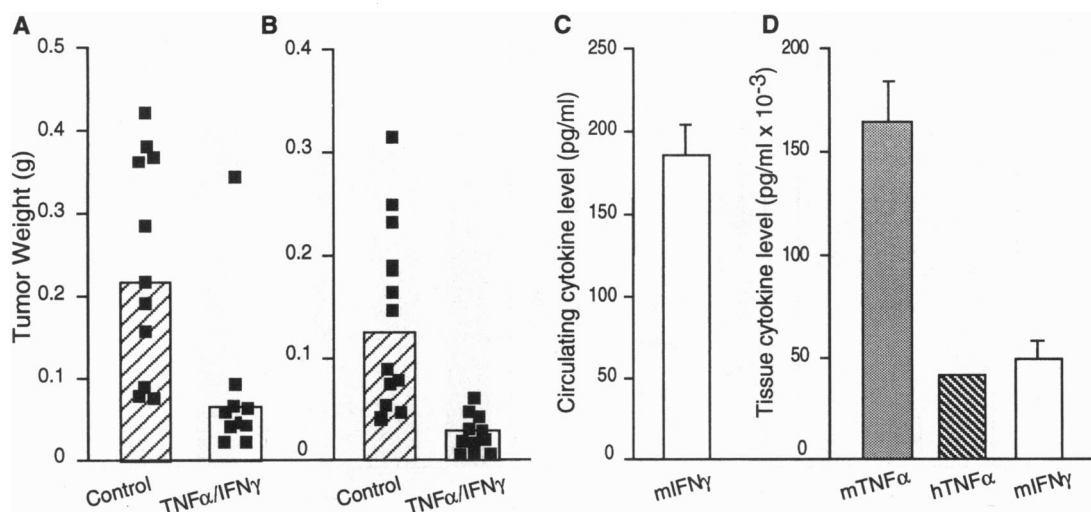 A
B
C
D
Tumor Weight (g)
0.5
0.4
0.3
0.2
0.1
0
Control
TNFα/IFNγ
0.4
0.3
0.2
0.1
0
Control
TNFα/IFNγ
Circulating cytokine level (pg/ml)
250
200
150
100
50
0
mIFNγ
Tissue cytokine level (pg/ml x 10⁻³)
200
150
100
50
0
mTNFα
hTNFα
mIFNγ